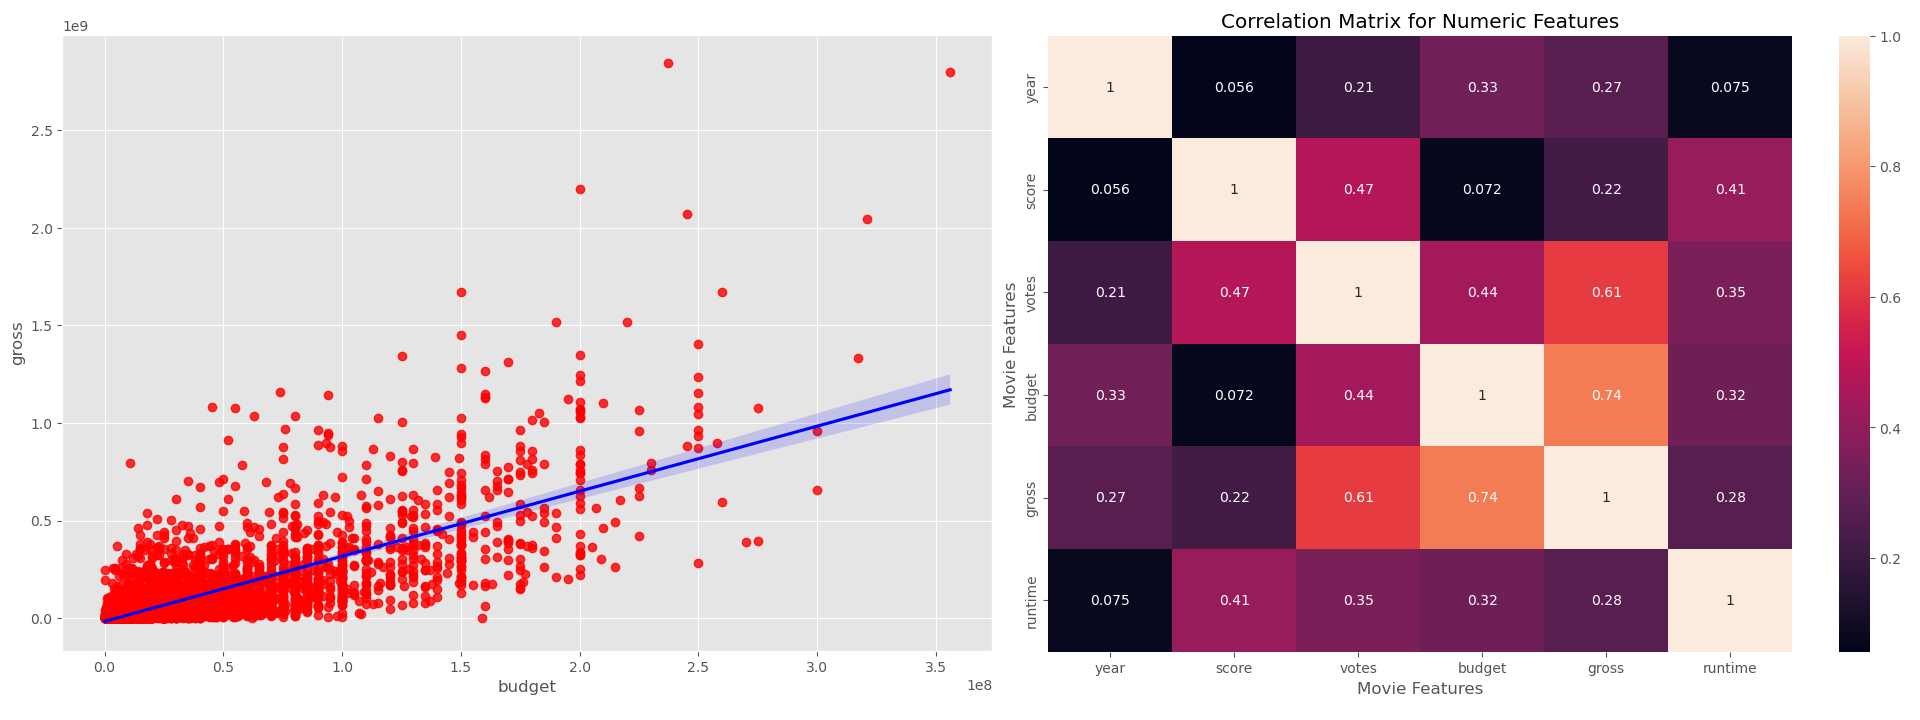 1e9
2.5
2.0
1.5
1.0
0.5
0.0
gross
0.0 0.5 1.0 1.5 2.0 2.5 3.0 3.5
1e8
budget
Correlation Matrix for Numeric Features
year 1 0.056 0.21 0.33 0.27 0.075
score 0.056 1 0.47 0.072 0.22 0.41
votes 0.21 0.47 1 0.44 0.61 0.35
budget 0.33 0.072 0.44 1 0.74 0.32
gross 0.27 0.22 0.61 0.74 1 0.28
runtime 0.075 0.41 0.35 0.32 0.28 1
Movie Features
year score votes budget gross runtime
Movie Features
1.0
0.8
0.6
0.4
0.2